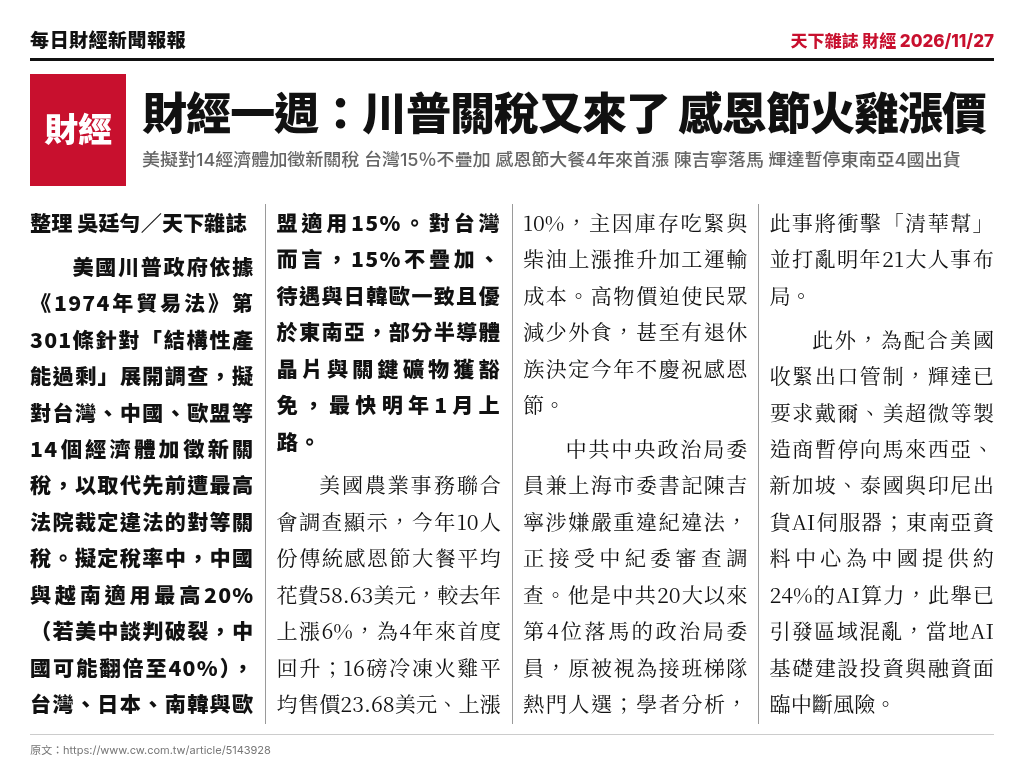 每日財經新聞報報
天下雜誌 財經 2026/11/27
財經
財經一週：川普關稅又來了 感恩節火雞漲價
美擬對14經濟體加徵新關稅 台灣15%不疊加 感恩節大餐4年來首漲 陳吉寧落馬 輝達暫停東南亞4國出貨
整理 吳廷勻／天下雜誌
美國川普政府依據
《1974年貿易法》第
301條針對「結構性產
能過剩」展開調查，擬
對台灣、中國、歐盟等
14個經濟體加徵新關
稅，以取代先前遭最高
法院裁定違法的對等關
稅。擬定稅率中，中國
與越南適用最高20%
（若美中談判破裂，中
國可能翻倍至40%），
台灣、日本、南韓與歐
盟適用15%。對台灣
而言，15%不疊加、
待遇與日韓歐一致且優
於東南亞，部分半導體
晶片與關鍵礦物獲豁
免，最快明年1月上
路。
美國農業事務聯合
會調查顯示，今年10人
份傳統感恩節大餐平均
花費58.63美元，較去年
上漲6%，為4年來首度
回升；16磅冷凍火雞平
均售價23.68美元、上漲
10%，主因庫存吃緊與
柴油上漲推升加工運輸
成本。高物價迫使民眾
減少外食，甚至有退休
族決定今年不慶祝感恩
節。
中共中央政治局委
員兼上海市委書記陳吉
寧涉嫌嚴重違紀違法，
正接受中紀委審查調
查。他是中共20大以來
第4位落馬的政治局委
員，原被視為接班梯隊
熱門人選；學者分析，
此事將衝擊「清華幫」
並打亂明年21大人事布
局。
此外，為配合美國
收緊出口管制，輝達已
要求戴爾、美超微等製
造商暫停向馬來西亞、
新加坡、泰國與印尼出
貨AI伺服器；東南亞資
料中心為中國提供約
24%的AI算力，此舉已
引發區域混亂，當地AI
基礎建設投資與融資面
臨中斷風險。
原文：https://www.cw.com.tw/article/5143928